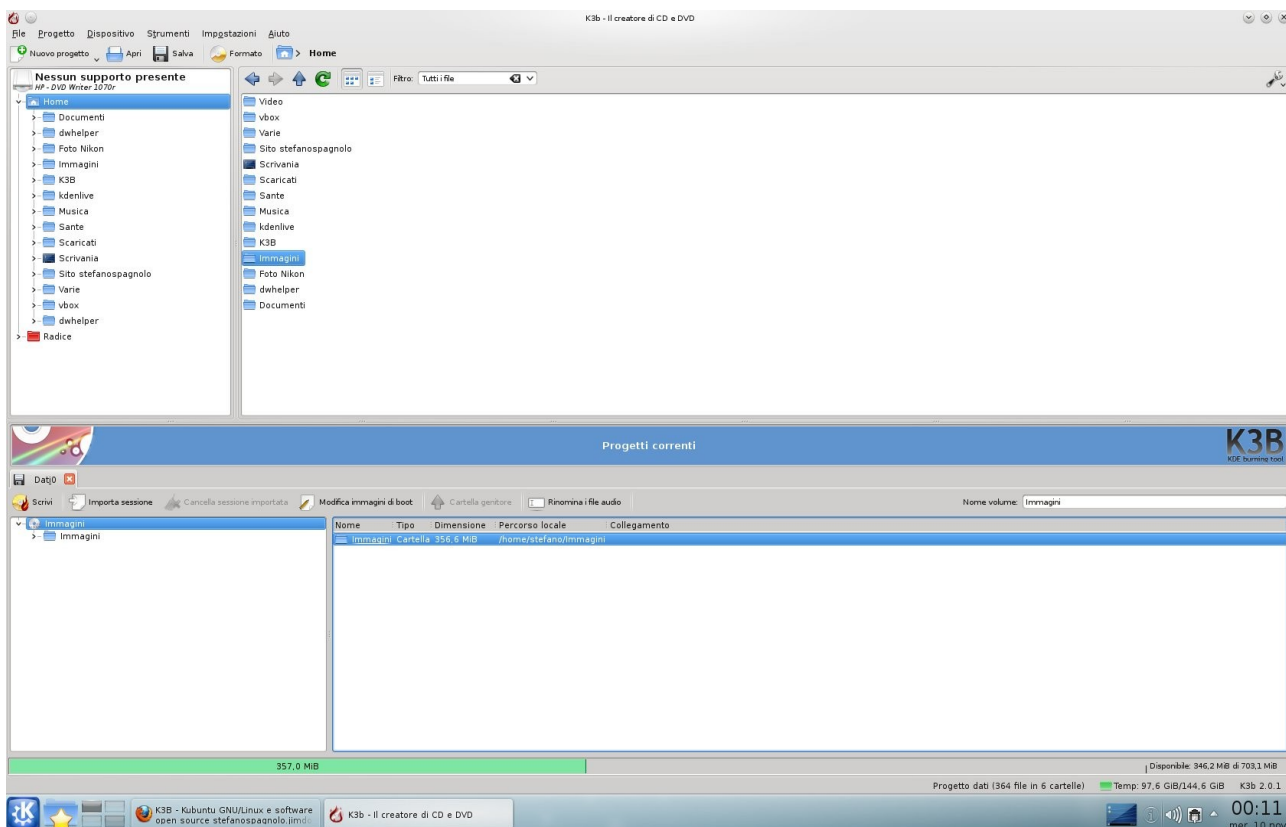 K3b - Il creatore di CD e DVD
File Progetto Dispositivo Strumenti Impostazioni Aiuto
Nuovo progetto Apri Salva Formato Home
Nessun supporto presente
HP - DVD Writer 1070r
Filtro: Tutti i file
Home
Documenti
dwhelper
Foto Nikon
Immagini
K3B
kdenlive
Musica
Sante
Scaricati
Scrivania
Sito stefanospagnolo
Varie
vbox
dwhelper
Radice
Video
vbox
Varie
Sito stefanospagnolo
Scrivania
Scaricati
Sante
Musica
kdenlive
K3B
Immagini
Foto Nikon
dwhelper
Documenti
Progetti correnti
K3B
KDE burning tool
Dati0
Scrivi Importa sessione Cancella sessione importata Modifica immagini di boot Cartella genitore Rinomina i file audio Nome volume: Immagini
Immagini
Immagini
Nome Tipo Dimensione Percorso locale Collegamento
Immagini Cartella 356,6 MiB /home/stefano/Immagini
357,0 MiB
Disponibile: 346,2 MiB di 703,1 MiB
Progetto dati (364 file in 6 cartelle) Temp: 97,6 GiB/144,6 GiB K3b 2.0.1
K3B - Kubuntu GNU/Linux e software
open source stefanospagnolo.jimd
K3b - Il creatore di CD e DVD
00:11
mer, 10 nov